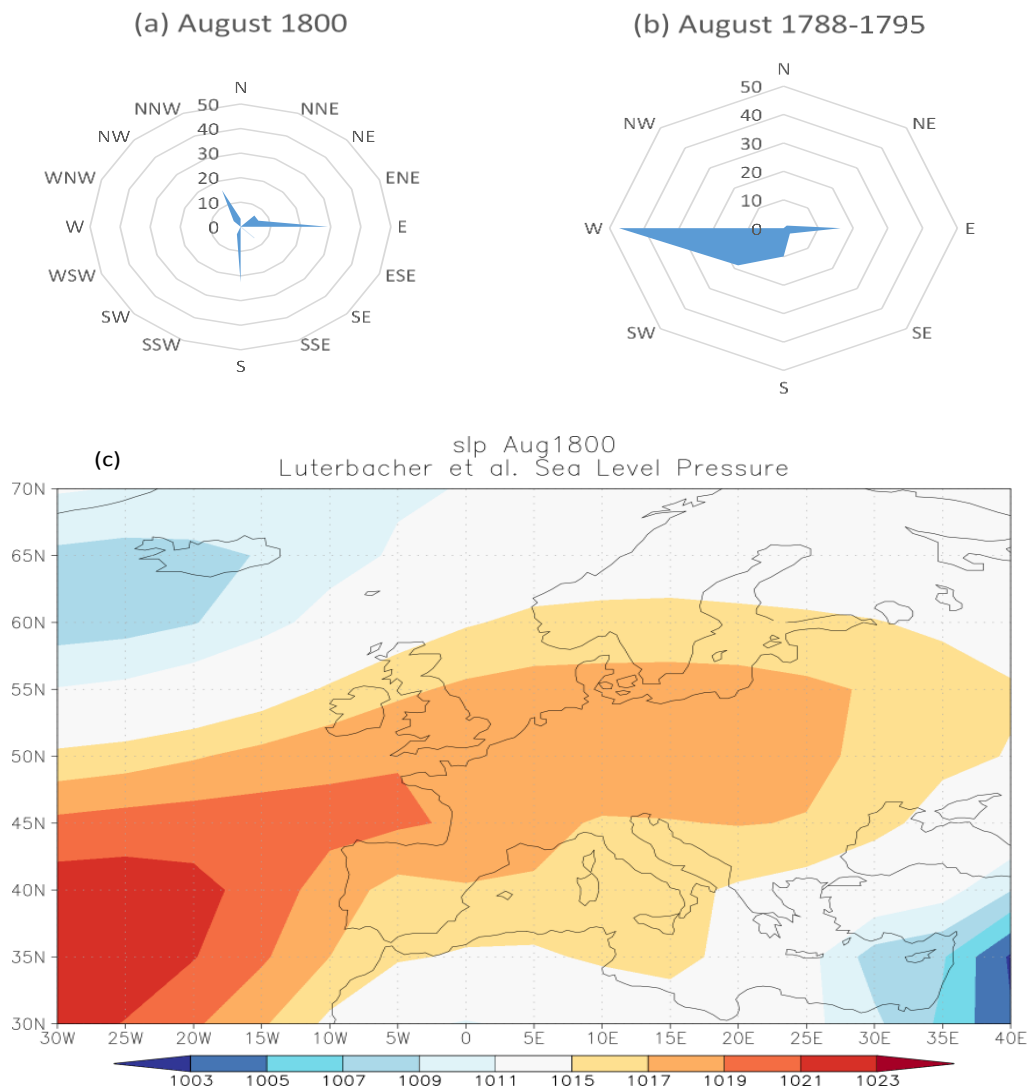 (a) August 1800
(b) August 1788-1795
N
NNW
NNE
NW
NE
WNW
ENE
W
E
WSW
ESE
SW
SE
SSW
SSE
S
50
40
30
20
10
0
N
NW
NE
W
E
SW
SE
S
50
40
30
20
10
0
(c)
slp Aug1800
Luterbacher et al. Sea Level Pressure
70N
65N
60N
55N
50N
45N
40N
35N
30N
30W 25W 20W 15W 10W 5W 0 5E 10E 15E 20E 25E 30E 35E 40E
1003 1005 1007 1009 1011 1015 1017 1019 1021 1023